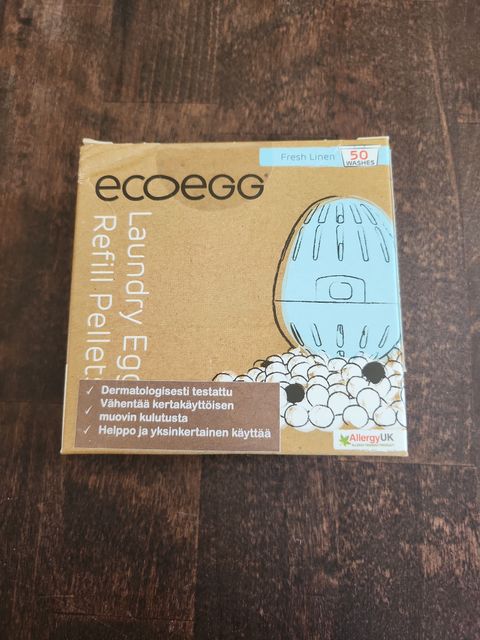 Fresh Linen 50 WASHES
ecoegg
Laundry Egg
Refill Pellets
✓ Dermatologisesti testattu
✓ Vähentää kertakäyttöisen
✓ muovin kulutusta
✓ Helppo ja yksinkertainen käyttää
AllergyUK